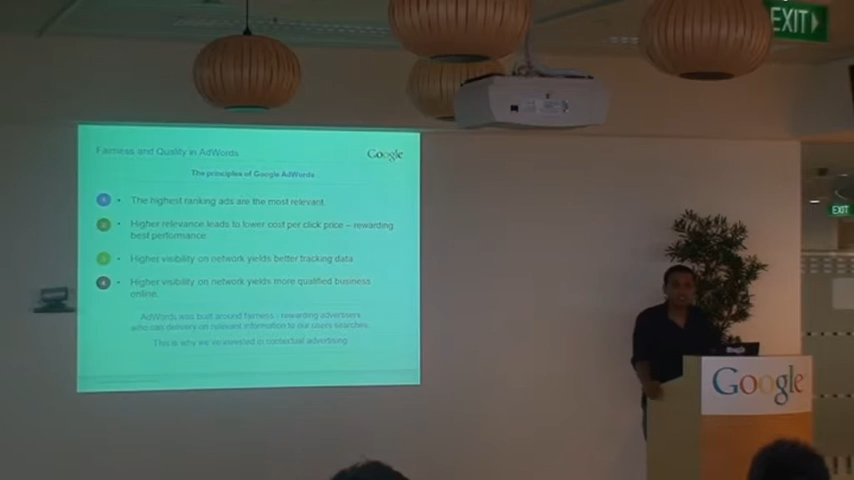 EXIT
Fairness and Quality in AdWords
Google
The principles of Google AdWords
The highest ranking ads are the most relevant
Higher relevance leads to lower cost per click price – rewarding
best performance
Higher visibility on network yields better tracking data
Higher visibility on network yields more qualified business
online.
AdWords was built around fairness - rewarding advertisers
who can delivery on relevant information to our users searches.
This is why we've invested in contextual advertising
EXIT
Google